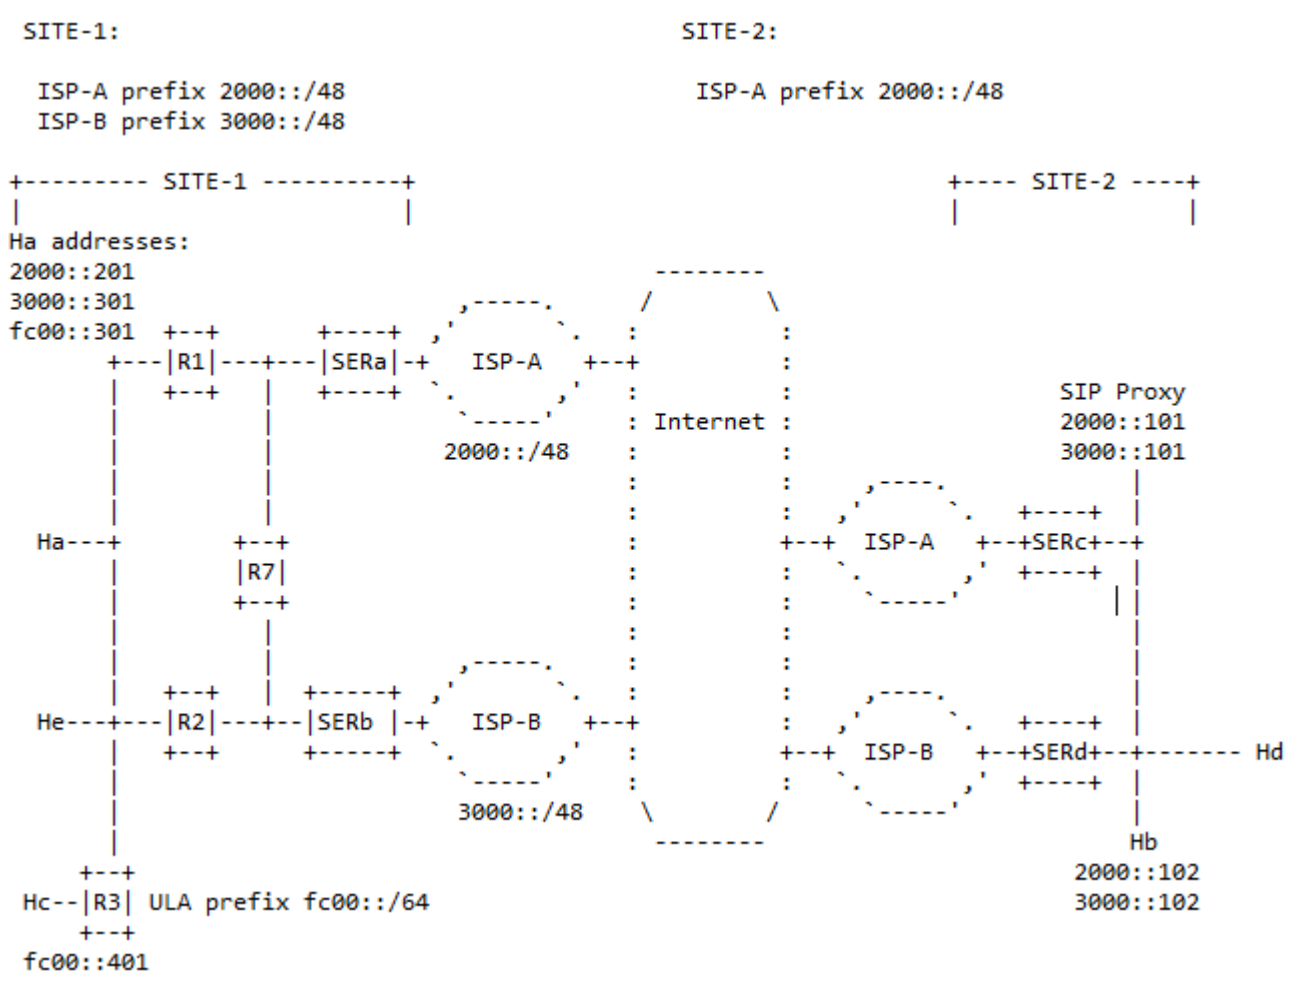 SITE-1: SITE-2:
ISP-A prefix 2000::/48 ISP-A prefix 2000::/48
ISP-B prefix 3000::/48
+--------- SITE-1 ----------+ +---- SITE-2 ----+
| | | |
Ha addresses:
2000::201 --------
3000::301 ,-----. / \
fc00::301 +--+ +----+ ,' `. : :
+---|R1|---+---|SERa|-+ ISP-A +--+ :
| +--+ | +----+ `. ,' : : SIP Proxy
| | `-----' : Internet : 2000::101
| | 2000::/48 : : 3000::101
| | : : ,----. |
| | : : ,' `. +----+ |
Ha---+ +--+ : +--+ ISP-A +--+SERc+--+
| |R7| : : `. ,' +----+ |
| +--+ : : `-----' | |
| | : : |
| | ,-----. : : |
| +--+ | +-----+ ,' `. : : ,----. |
He---+---|R2|---+--|SERb |-+ ISP-B +--+ : ,' `. +----+ |
| +--+ +-----+ `. ,' : +--+ ISP-B +--+SERd+--+------- Hd
| `-----' : : `. ,' +----+ |
| 3000::/48 \ / `-----' |
| -------- Hb
+--+ 2000::102
Hc--|R3| ULA prefix fc00::/64 3000::102
+--+
fc00::401